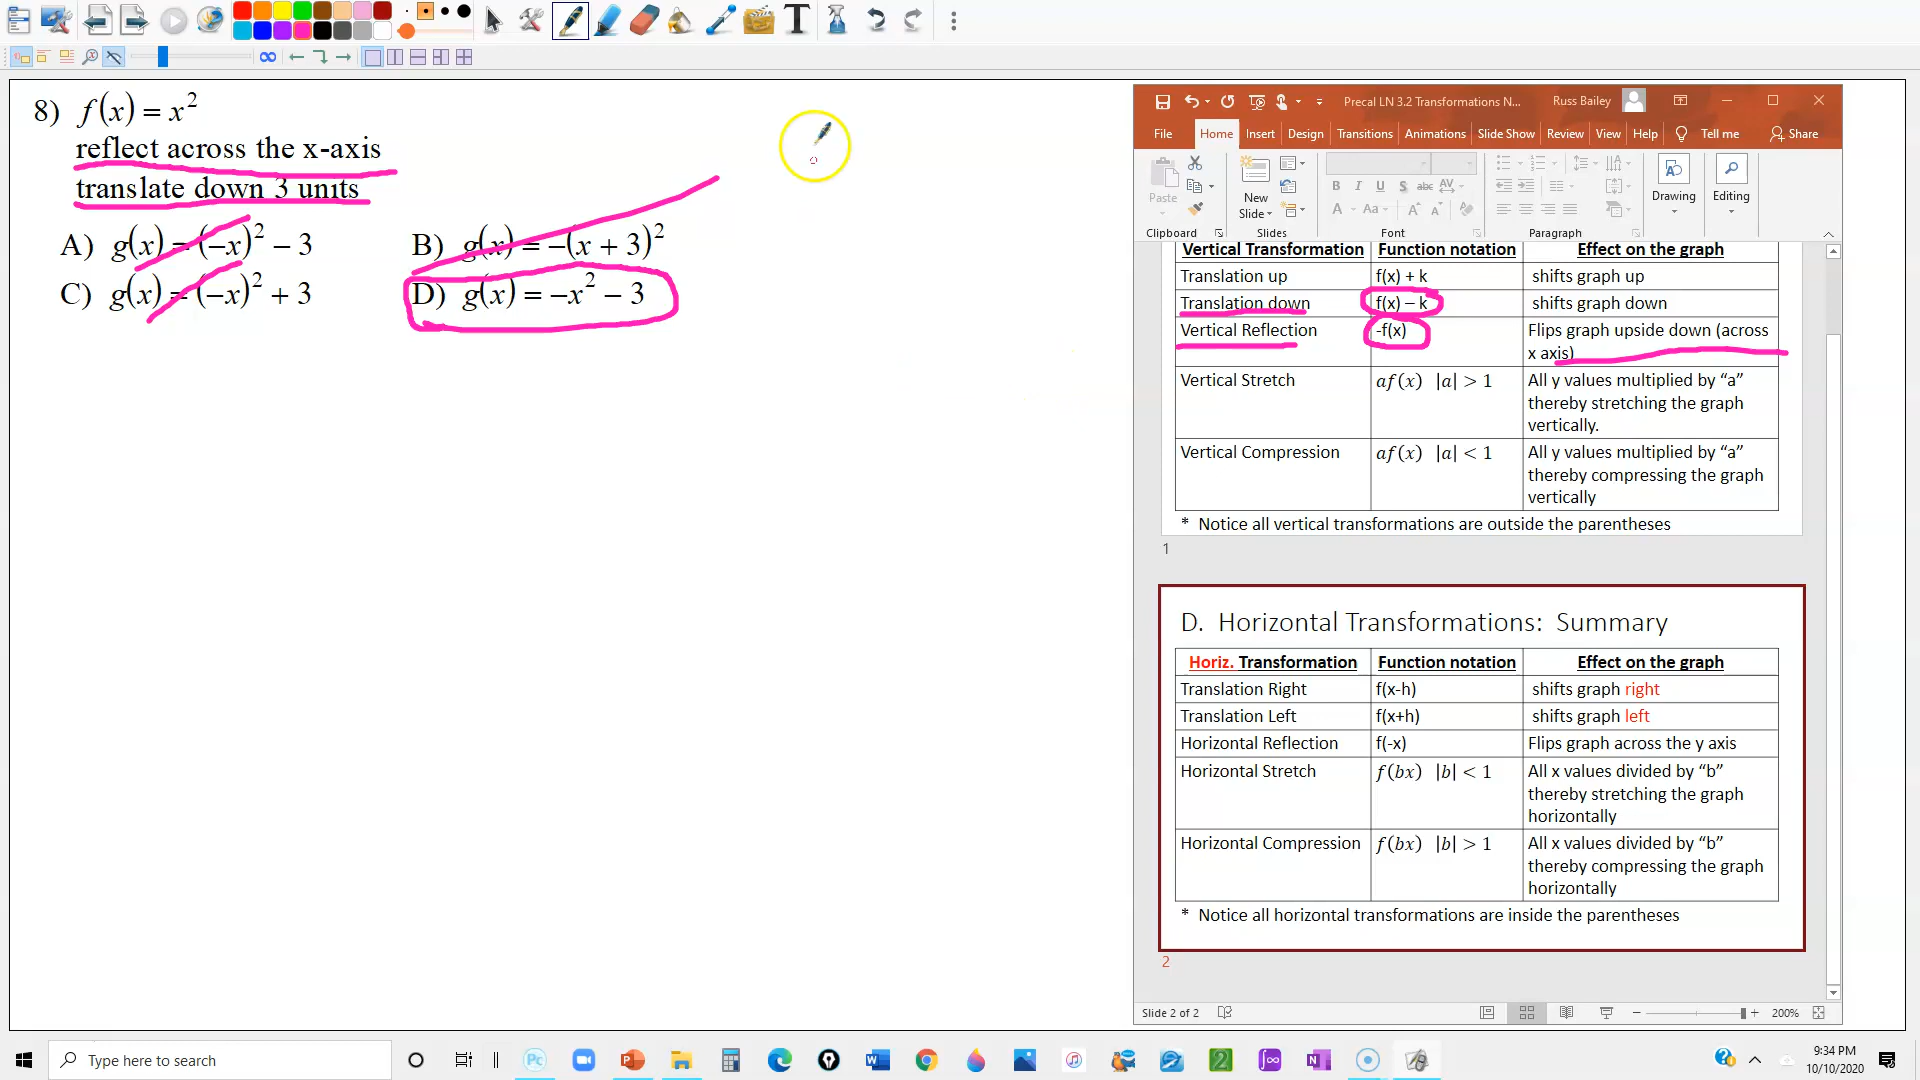 8) f(x) = x²
reflect across the x-axis
translate down 3 units
A) g(x) = (−x)² − 3
B) g(x) = −(x + 3)²
C) g(x) = (−x)² + 3
D) g(x) = −x² − 3
Precal LN 3.2 Transformations N...
Russ Bailey
File Home Insert Design Transitions Animations Slide Show Review View Help Tell me Share
Paste
New
Slide
Drawing
Editing
Clipboard
Slides
Font
Paragraph
Vertical Transformation Function notation Effect on the graph
Translation up f(x) + k shifts graph up
Translation down f(x) – k shifts graph down
Vertical Reflection -f(x) Flips graph upside down (across
x axis)
Vertical Stretch af(x) |a| > 1 All y values multiplied by “a”
thereby stretching the graph
vertically.
Vertical Compression af(x) |a| < 1 All y values multiplied by “a”
thereby compressing the graph
vertically
* Notice all vertical transformations are outside the parentheses
1
D. Horizontal Transformations: Summary
Horiz. Transformation Function notation Effect on the graph
Translation Right f(x-h) shifts graph right
Translation Left f(x+h) shifts graph left
Horizontal Reflection f(-x) Flips graph across the y axis
Horizontal Stretch f(bx) |b| < 1 All x values divided by “b”
thereby stretching the graph
horizontally
Horizontal Compression f(bx) |b| > 1 All x values divided by “b”
thereby compressing the graph
horizontally
* Notice all horizontal transformations are inside the parentheses
2
Slide 2 of 2
200%
Type here to search
9:34 PM
10/10/2020